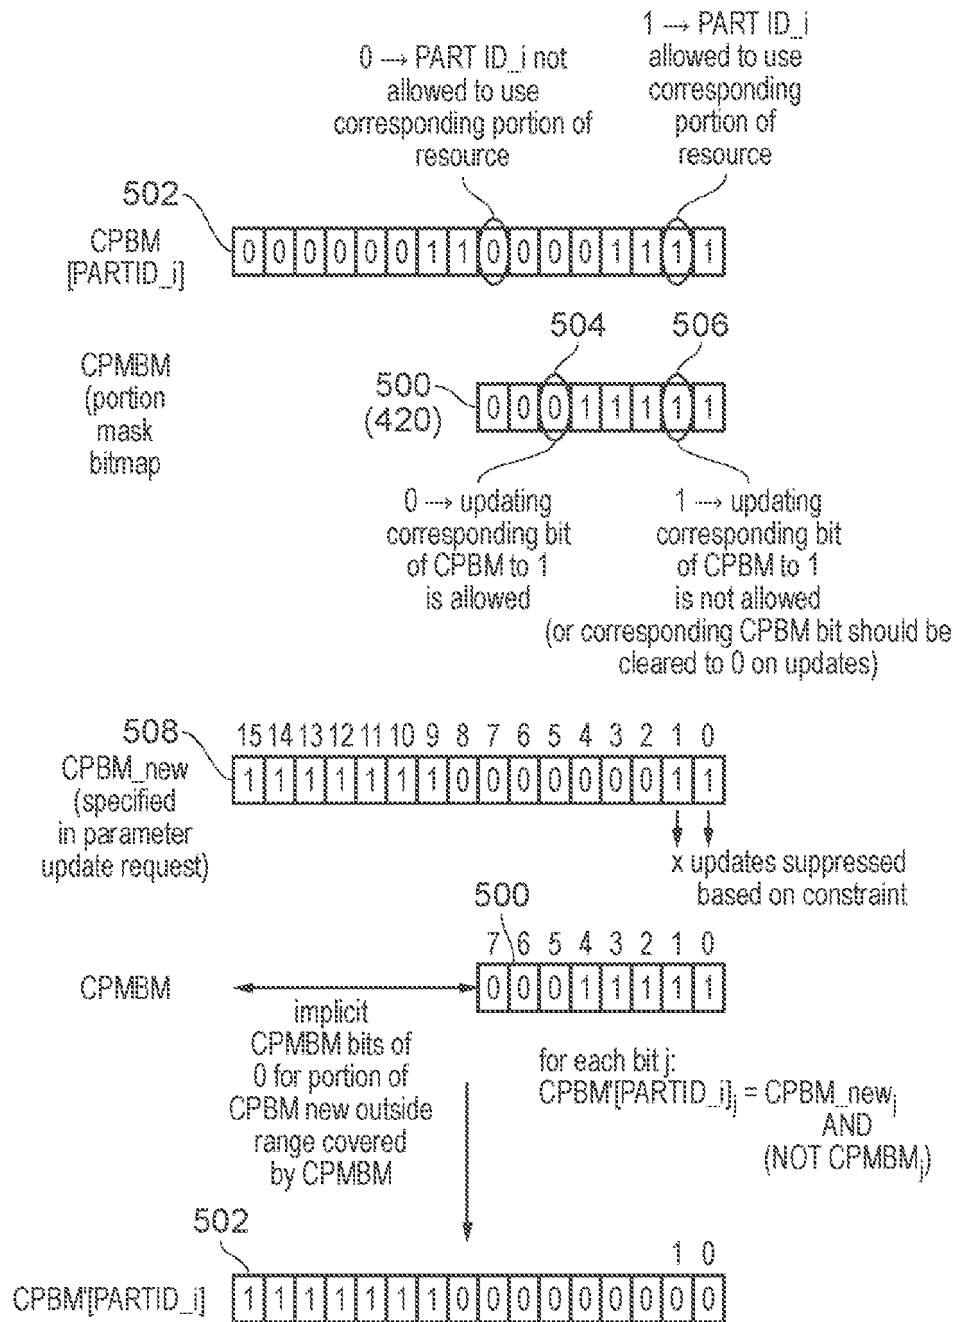 1 → PART ID_i
allowed to use
corresponding
portion of
resource
0 → PART ID_i not
allowed to use
corresponding portion of
resource
502
CPBM
[PARTID_i]
0 0 0 0 0 0 1 1 0 0 0 0 1 1 1 1
504
506
CPMBM
(portion
mask
bitmap
500
(420)
0 0 0 1 1 1 1 1
0 → updating
corresponding bit
of CPBM to 1
is allowed
1 → updating
corresponding bit
of CPBM to 1
is not allowed
(or corresponding CPBM bit should be
cleared to 0 on updates)
508
15 14 13 12 11 10 9 8 7 6 5 4 3 2 1 0
CPBM_new
(specified
in parameter
update request)
1 1 1 1 1 1 1 0 0 0 0 0 0 0 1 1
x updates suppressed
based on constraint
500
7 6 5 4 3 2 1 0
CPMBM
0 0 0 1 1 1 1 1
implicit
CPMBM bits of
0 for portion of
CPBM new outside
range covered
by CPMBM
for each bit j:
CPBM'[PARTID_i]j = CPBM_newj
AND
(NOT CPMBMj)
502
1 0
CPBM'[PARTID_i]
1 1 1 1 1 1 1 0 0 0 0 0 0 0 0 0